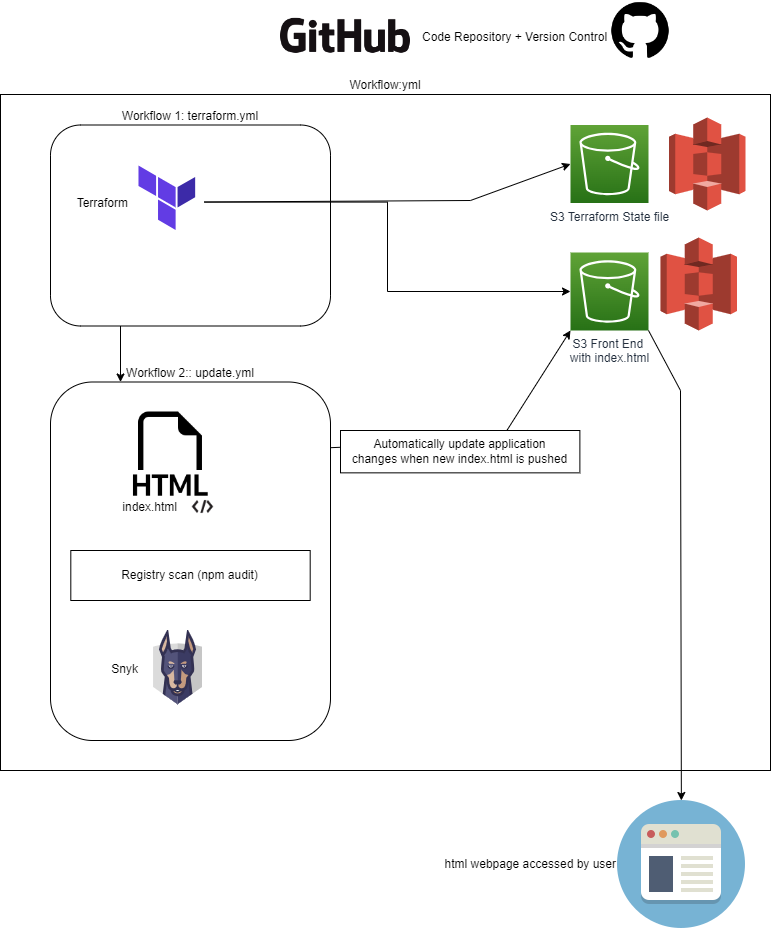 GitHub
Code Repository + Version Control
Workflow:yml
Workflow 1: terraform.yml
Terraform
S3 Terraform State file
S3 Front End
with index.html
Workflow 2:: update.yml
HTML
index.html
</>
Automatically update application
changes when new index.html is pushed
Registry scan (npm audit)
Snyk
html webpage accessed by user